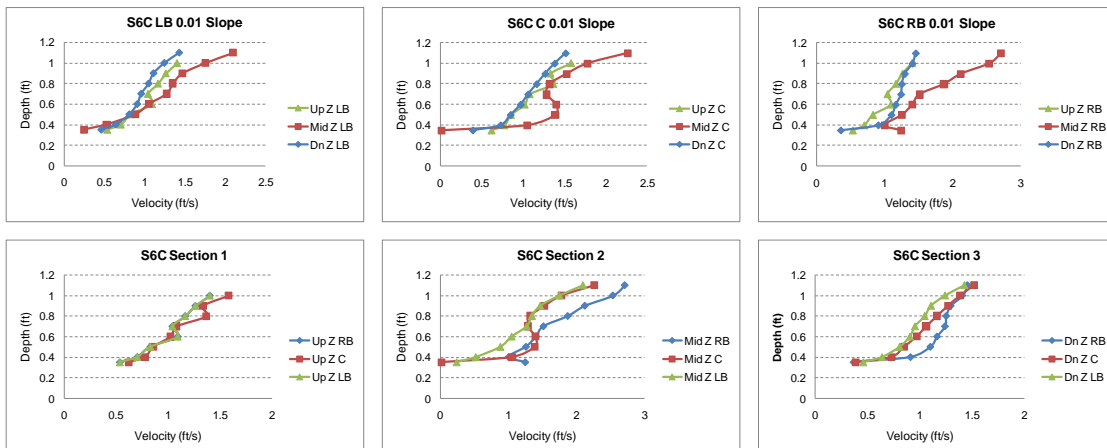 S6C LB 0.01 Slope
Depth (ft)
1.2
1
0.8
0.6
0.4
0.2
0
0
0.5
1
1.5
2
2.5
Velocity (ft/s)
Up Z LB
Mid Z LB
Dn Z LB
S6C C 0.01 Slope
Depth (ft)
1.2
1
0.8
0.6
0.4
0.2
0
0
0.5
1
1.5
2
2.5
Velocity (ft/s)
Up Z C
Mid Z C
Dn Z C
S6C RB 0.01 Slope
Depth (ft)
1.2
1
0.8
0.6
0.4
0.2
0
0
1
2
3
Velocity (ft/s)
Up Z RB
Mid Z RB
Dn Z RB
S6C Section 1
Depth (ft)
1.2
1
0.8
0.6
0.4
0.2
0
0
0.5
1
1.5
2
Velocity (ft/s)
Up Z RB
Up Z C
Up Z LB
S6C Section 2
Depth (ft)
1.2
1
0.8
0.6
0.4
0.2
0
0
1
2
3
Velocity (ft/s)
Mid Z RB
Mid Z C
Mid Z LB
S6C Section 3
Depth (ft)
1.2
1
0.8
0.6
0.4
0.2
0
0
0.5
1
1.5
2
Velocity (ft/s)
Dn Z RB
Dn Z C
Dn Z LB